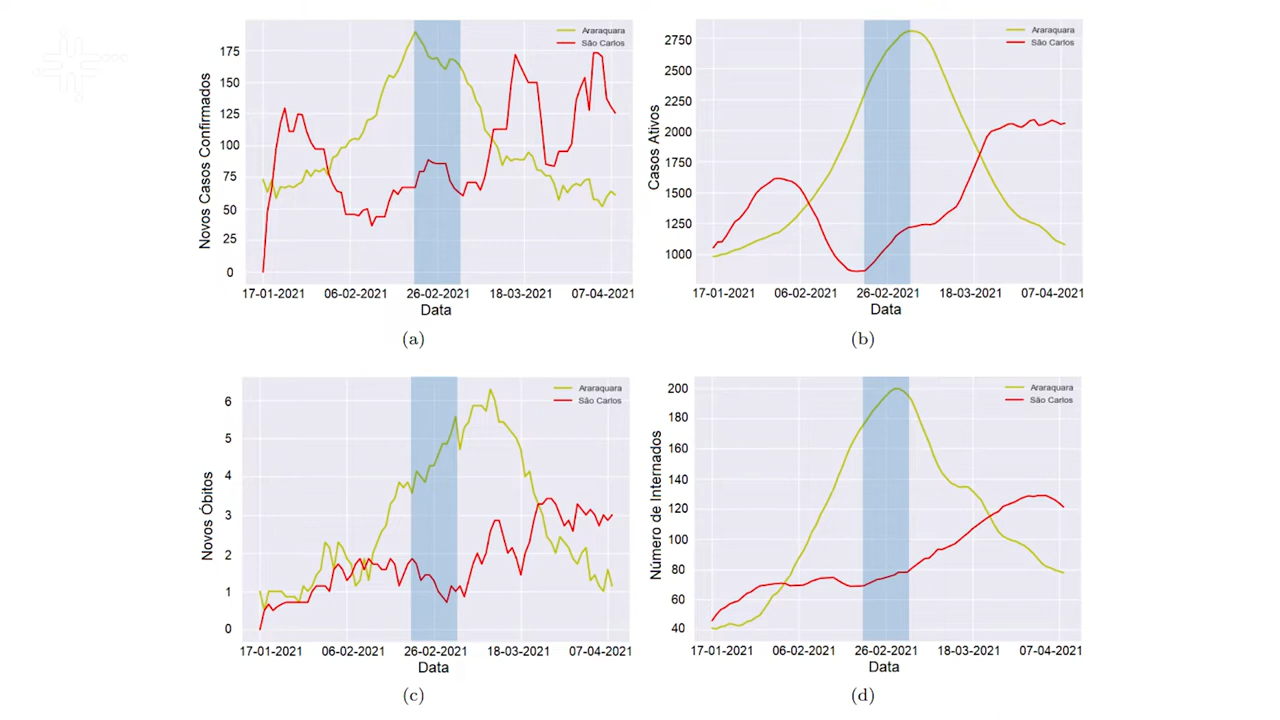 Novos Casos Confirmados
175
150
125
100
75
50
25
0
Araraquara
São Carlos
17-01-2021 06-02-2021 26-02-2021 18-03-2021 07-04-2021
Data
(a)
Casos Ativos
2750
2500
2250
2000
1750
1500
1250
1000
Araraquara
São Carlos
17-01-2021 06-02-2021 26-02-2021 18-03-2021 07-04-2021
Data
(b)
Novos Óbitos
6
5
4
3
2
1
0
Araraquara
São Carlos
17-01-2021 06-02-2021 26-02-2021 18-03-2021 07-04-2021
Data
(c)
Número de Internados
200
180
160
140
120
100
80
60
40
Araraquara
São Carlos
17-01-2021 06-02-2021 26-02-2021 18-03-2021 07-04-2021
Data
(d)